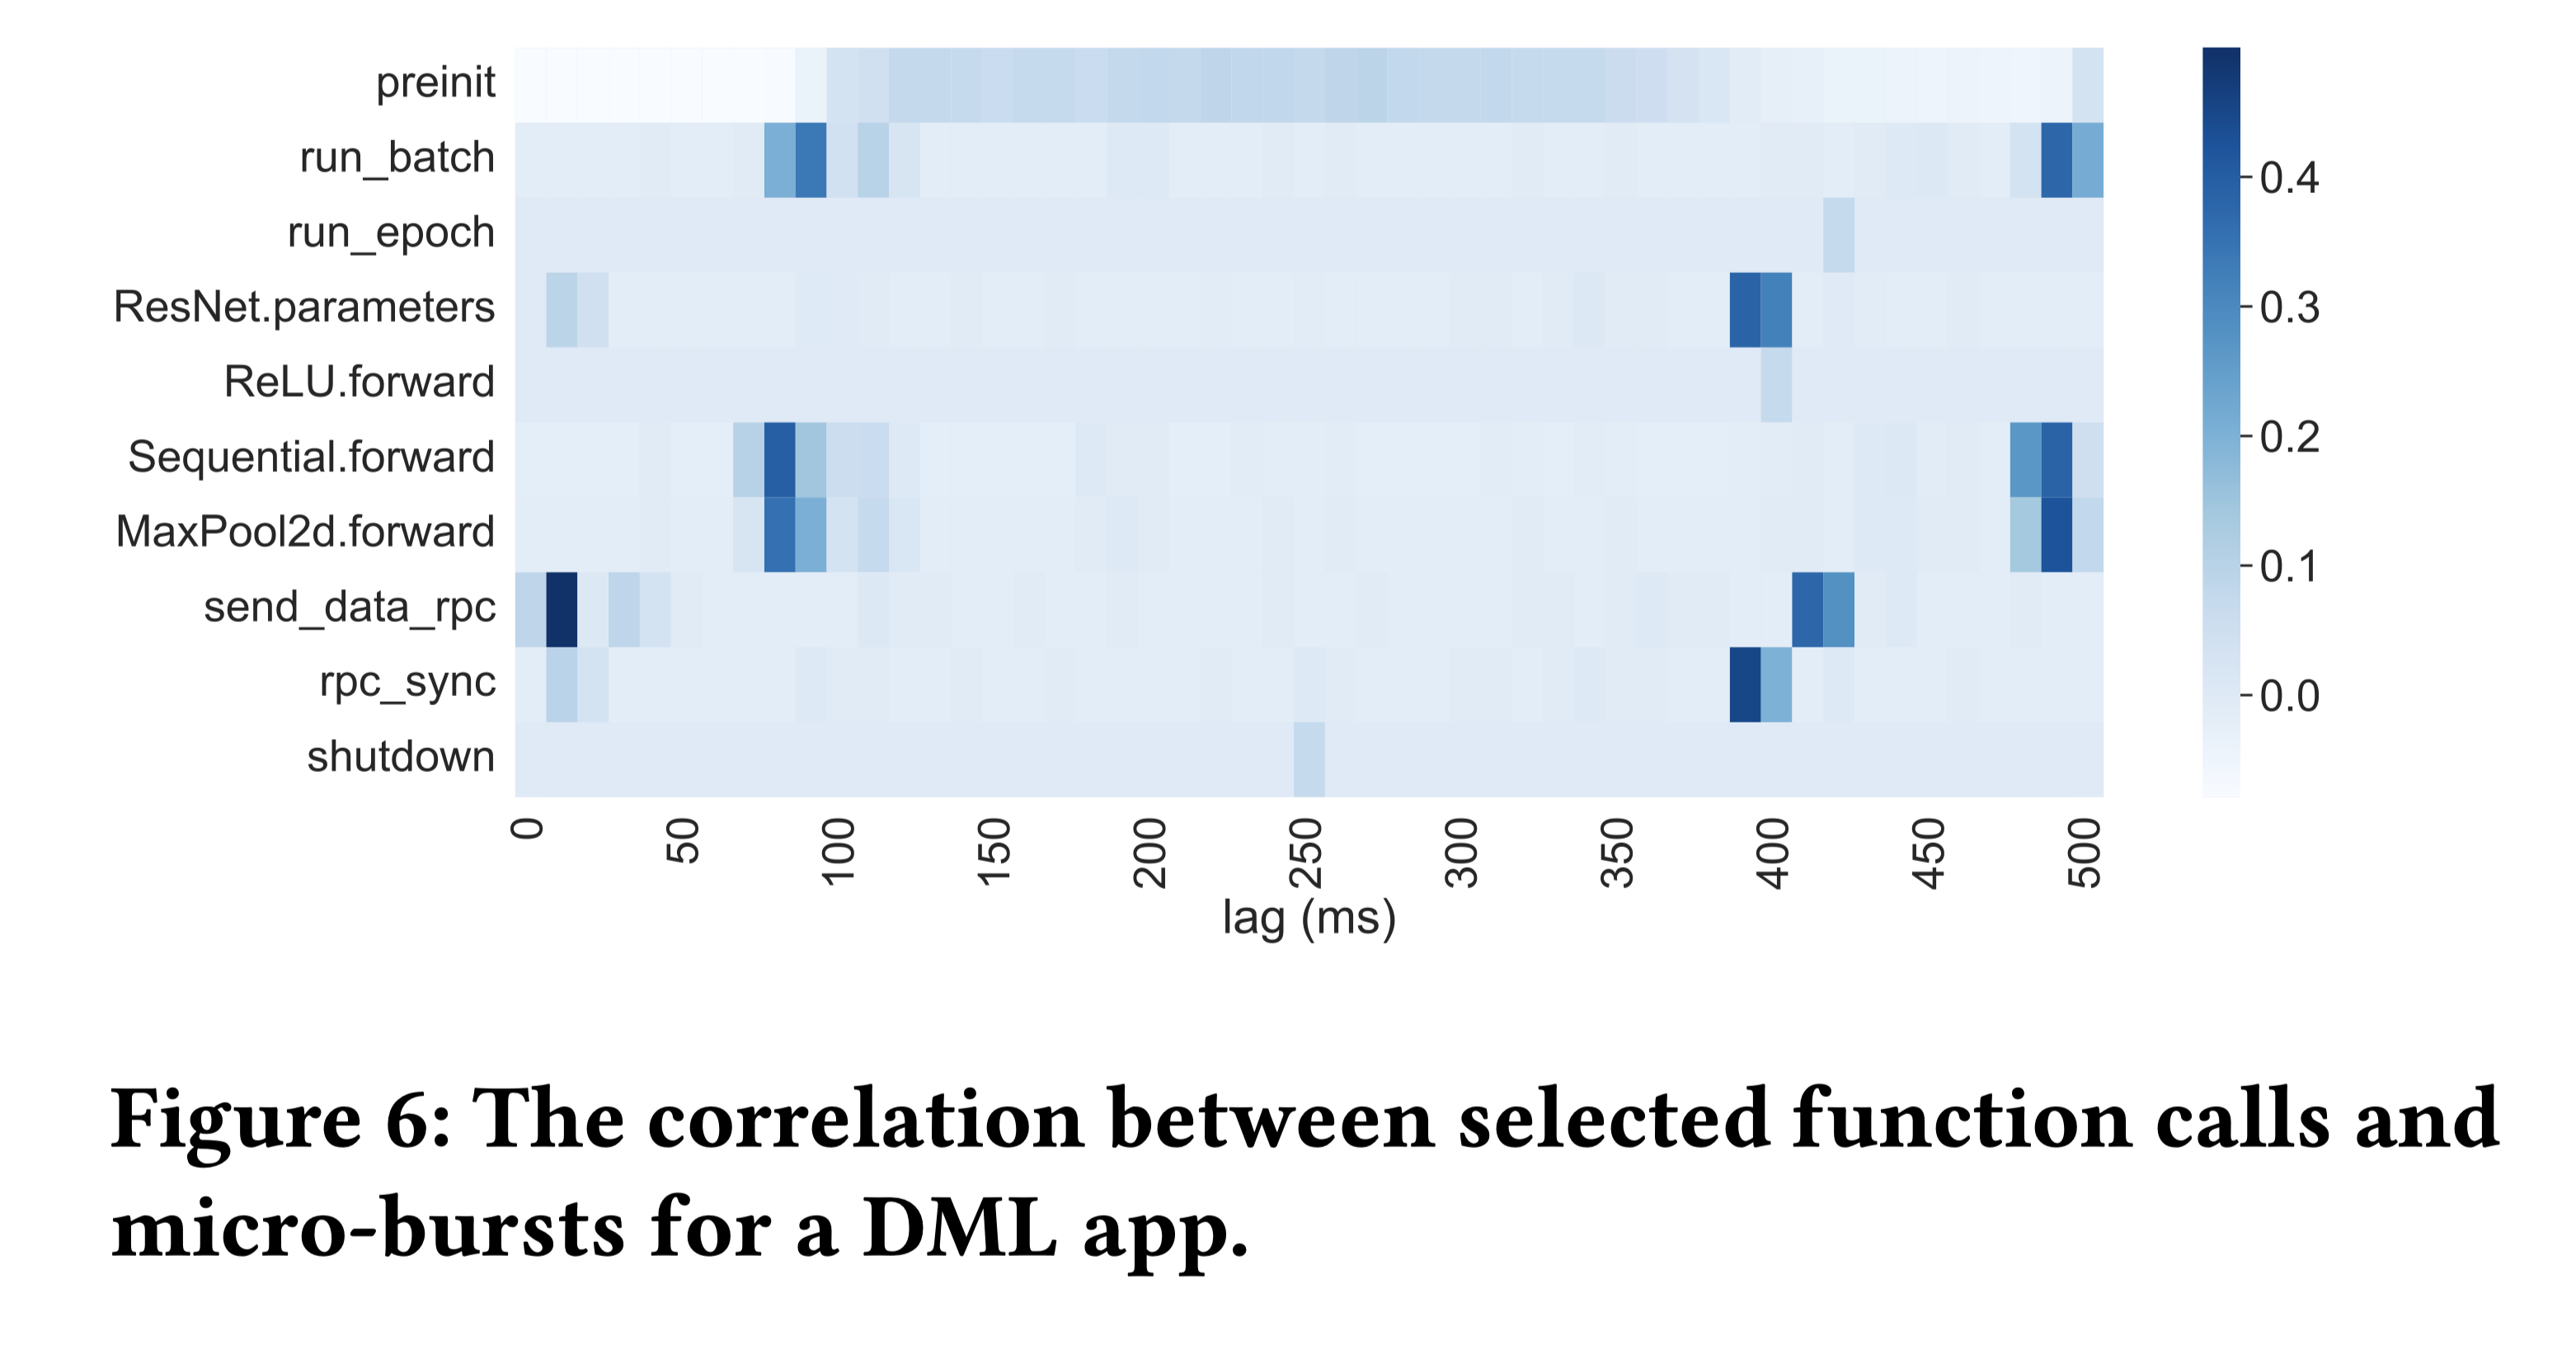 preinit
run_batch
run_epoch
ResNet.parameters
ReLU.forward
Sequential.forward
MaxPool2d.forward
send_data_rpc
rpc_sync
shutdown
0 50 100 150 200 250 300 350 400 450 500
lag (ms)
0.4
0.3
0.2
0.1
0.0
Figure 6: The correlation between selected function calls and
micro-bursts for a DML app.